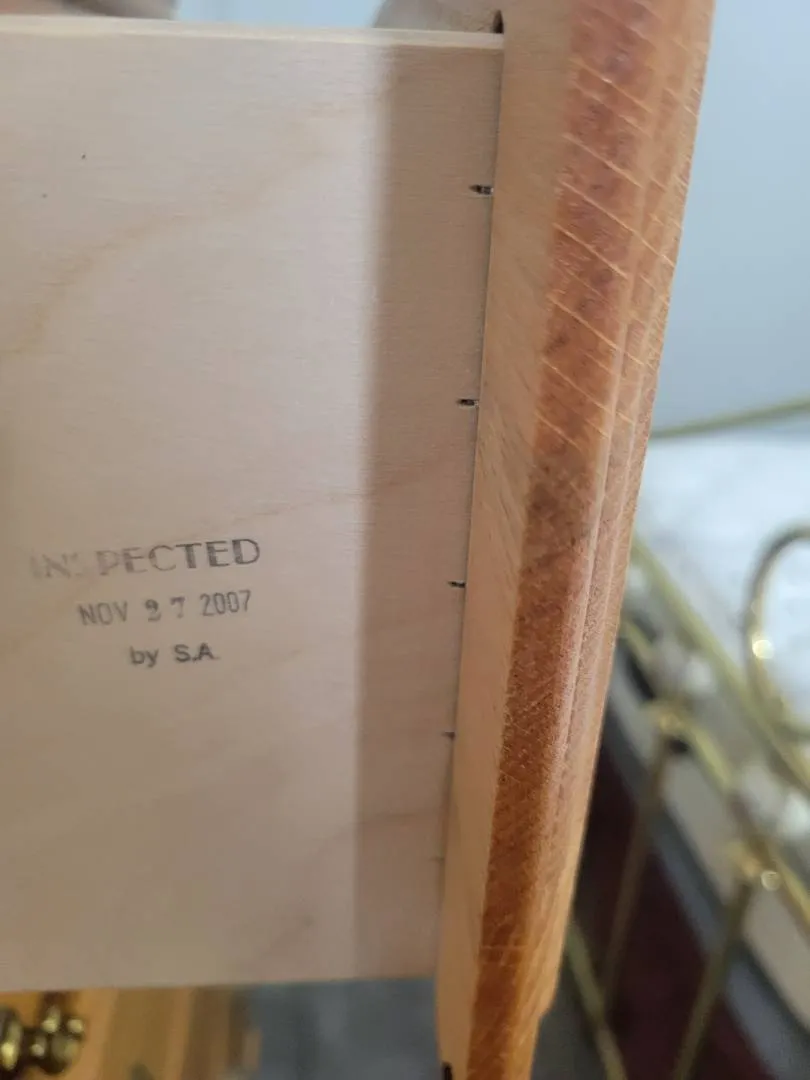 INSPECTED
NOV 27 2007
by S.A.